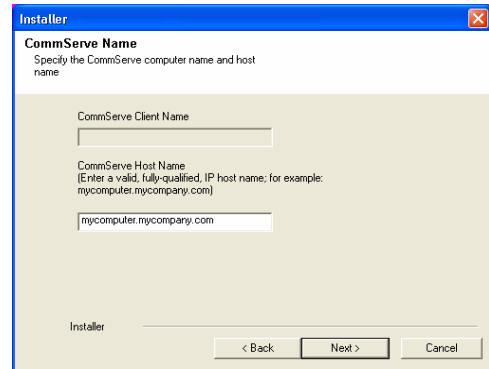 Installer
CommServe Name
Specify the CommServe computer name and host
name
CommServe Client Name
CommServe Host Name
(Enter a valid, fully-qualified, IP host name; for example:
mycomputer.mycompany.com)
mycomputer.mycompany.com
Installer
< Back Next > Cancel